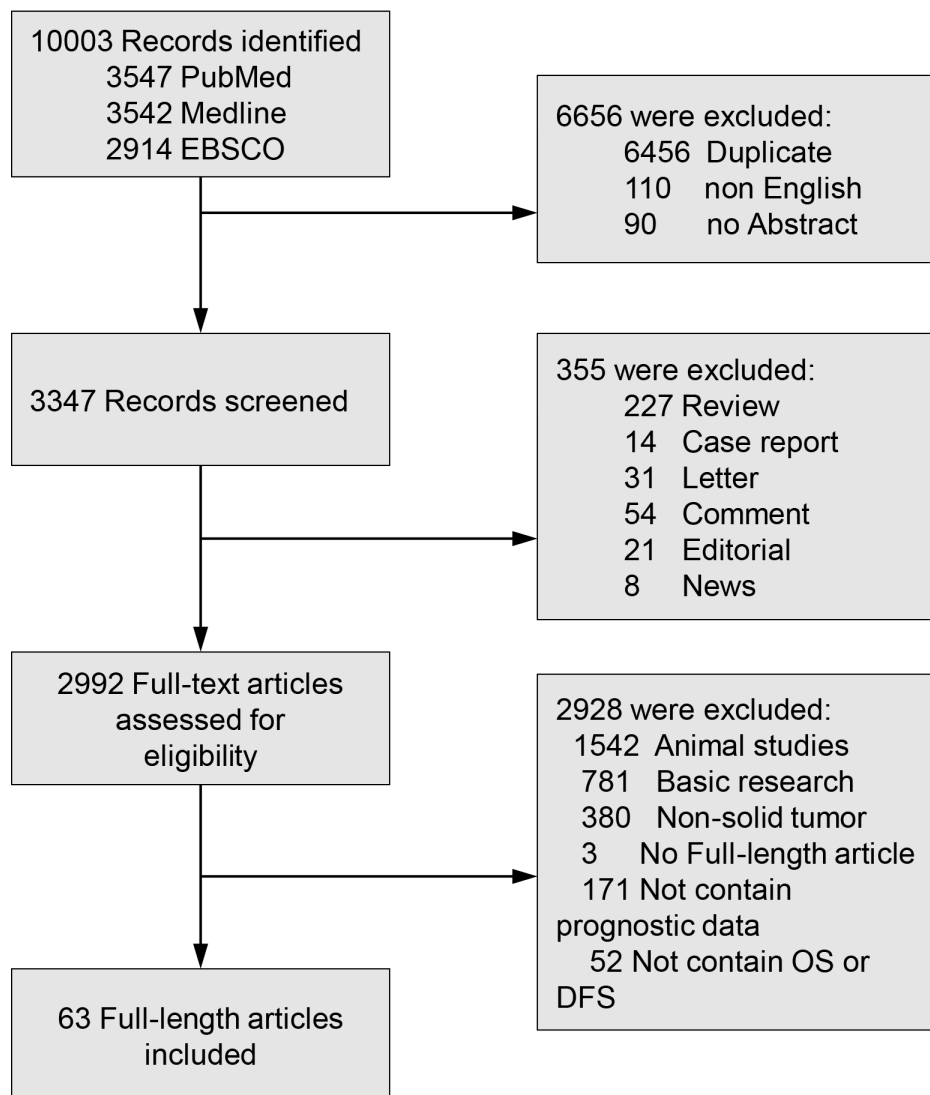 10003 Records identified
3547 PubMed
3542 Medline
2914 EBSCO
6656 were excluded:
6456 Duplicate
110 non English
90 no Abstract
3347 Records screened
355 were excluded:
227 Review
14 Case report
31 Letter
54 Comment
21 Editorial
8 News
2992 Full-text articles
assessed for
eligibility
2928 were excluded:
1542 Animal studies
781 Basic research
380 Non-solid tumor
3 No Full-length article
171 Not contain
prognostic data
52 Not contain OS or
DFS
63 Full-length articles
included